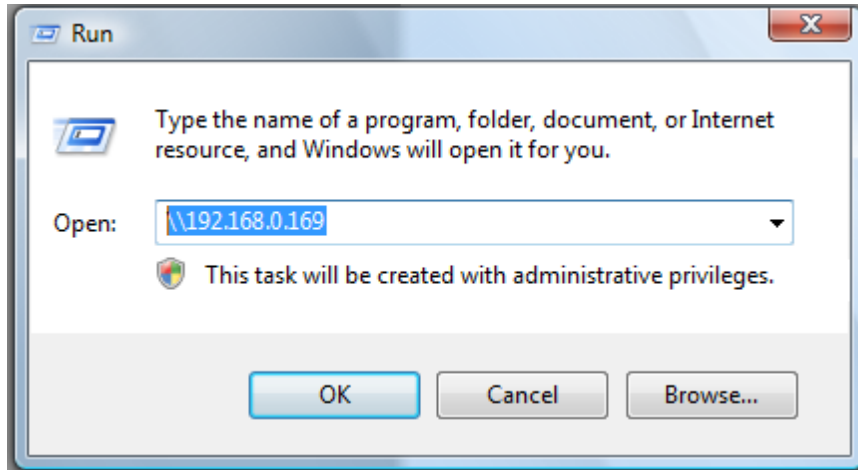 Run
Type the name of a program, folder, document, or Internet
resource, and Windows will open it for you.
Open: \\192.168.0.169
This task will be created with administrative privileges.
OK Cancel Browse...